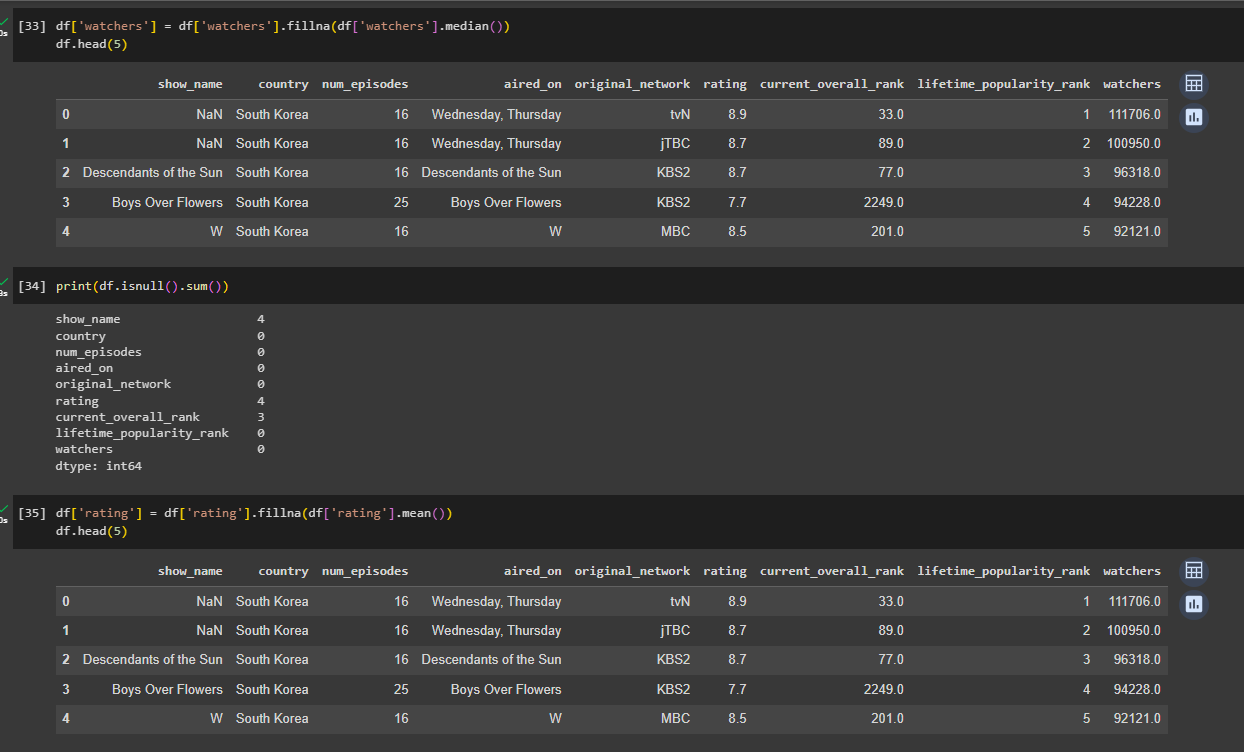 [33] df['watchers'] = df['watchers'].fillna(df['watchers'].median())
df.head(5)
show_name country num_episodes aired_on original_network rating current_overall_rank lifetime_popularity_rank watchers
0 NaN South Korea 16 Wednesday, Thursday tvN 8.9 33.0 1 111706.0
1 NaN South Korea 16 Wednesday, Thursday jTBC 8.7 89.0 2 100950.0
2 Descendants of the Sun South Korea 16 Descendants of the Sun KBS2 8.7 77.0 3 96318.0
3 Boys Over Flowers South Korea 25 Boys Over Flowers KBS2 7.7 2249.0 4 94228.0
4 W South Korea 16 W MBC 8.5 201.0 5 92121.0
[34] print(df.isnull().sum())
show_name 4
country 0
num_episodes 0
aired_on 0
original_network 0
rating 4
current_overall_rank 3
lifetime_popularity_rank 0
watchers 0
dtype: int64
[35] df['rating'] = df['rating'].fillna(df['rating'].mean())
df.head(5)
show_name country num_episodes aired_on original_network rating current_overall_rank lifetime_popularity_rank watchers
0 NaN South Korea 16 Wednesday, Thursday tvN 8.9 33.0 1 111706.0
1 NaN South Korea 16 Wednesday, Thursday jTBC 8.7 89.0 2 100950.0
2 Descendants of the Sun South Korea 16 Descendants of the Sun KBS2 8.7 77.0 3 96318.0
3 Boys Over Flowers South Korea 25 Boys Over Flowers KBS2 7.7 2249.0 4 94228.0
4 W South Korea 16 W MBC 8.5 201.0 5 92121.0